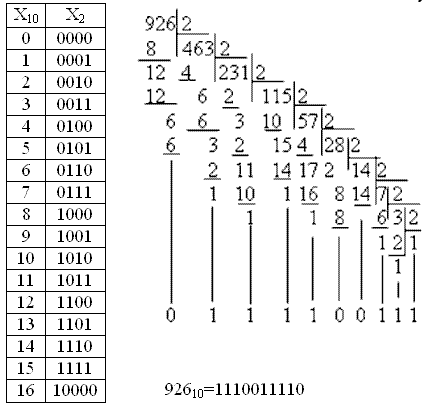 X10 X2
0 0000
1 0001
2 0010
3 0011
4 0100
5 0101
6 0110
7 0111
8 1000
9 1001
10 1010
11 1011
12 1100
13 1101
14 1110
15 1111
16 10000
926 2
8 463 2
12 4 231 2
12 6 2 115 2
6 6 3 10 57 2
6 3 2 15 4 28 2
2 11 14 17 2 14 2
1 10 1 16 8 14 7 2
1 1 8 6 3 2
1 2 1
1
0 1 1 1 1 0 0 1 1 1
92610=1110011110